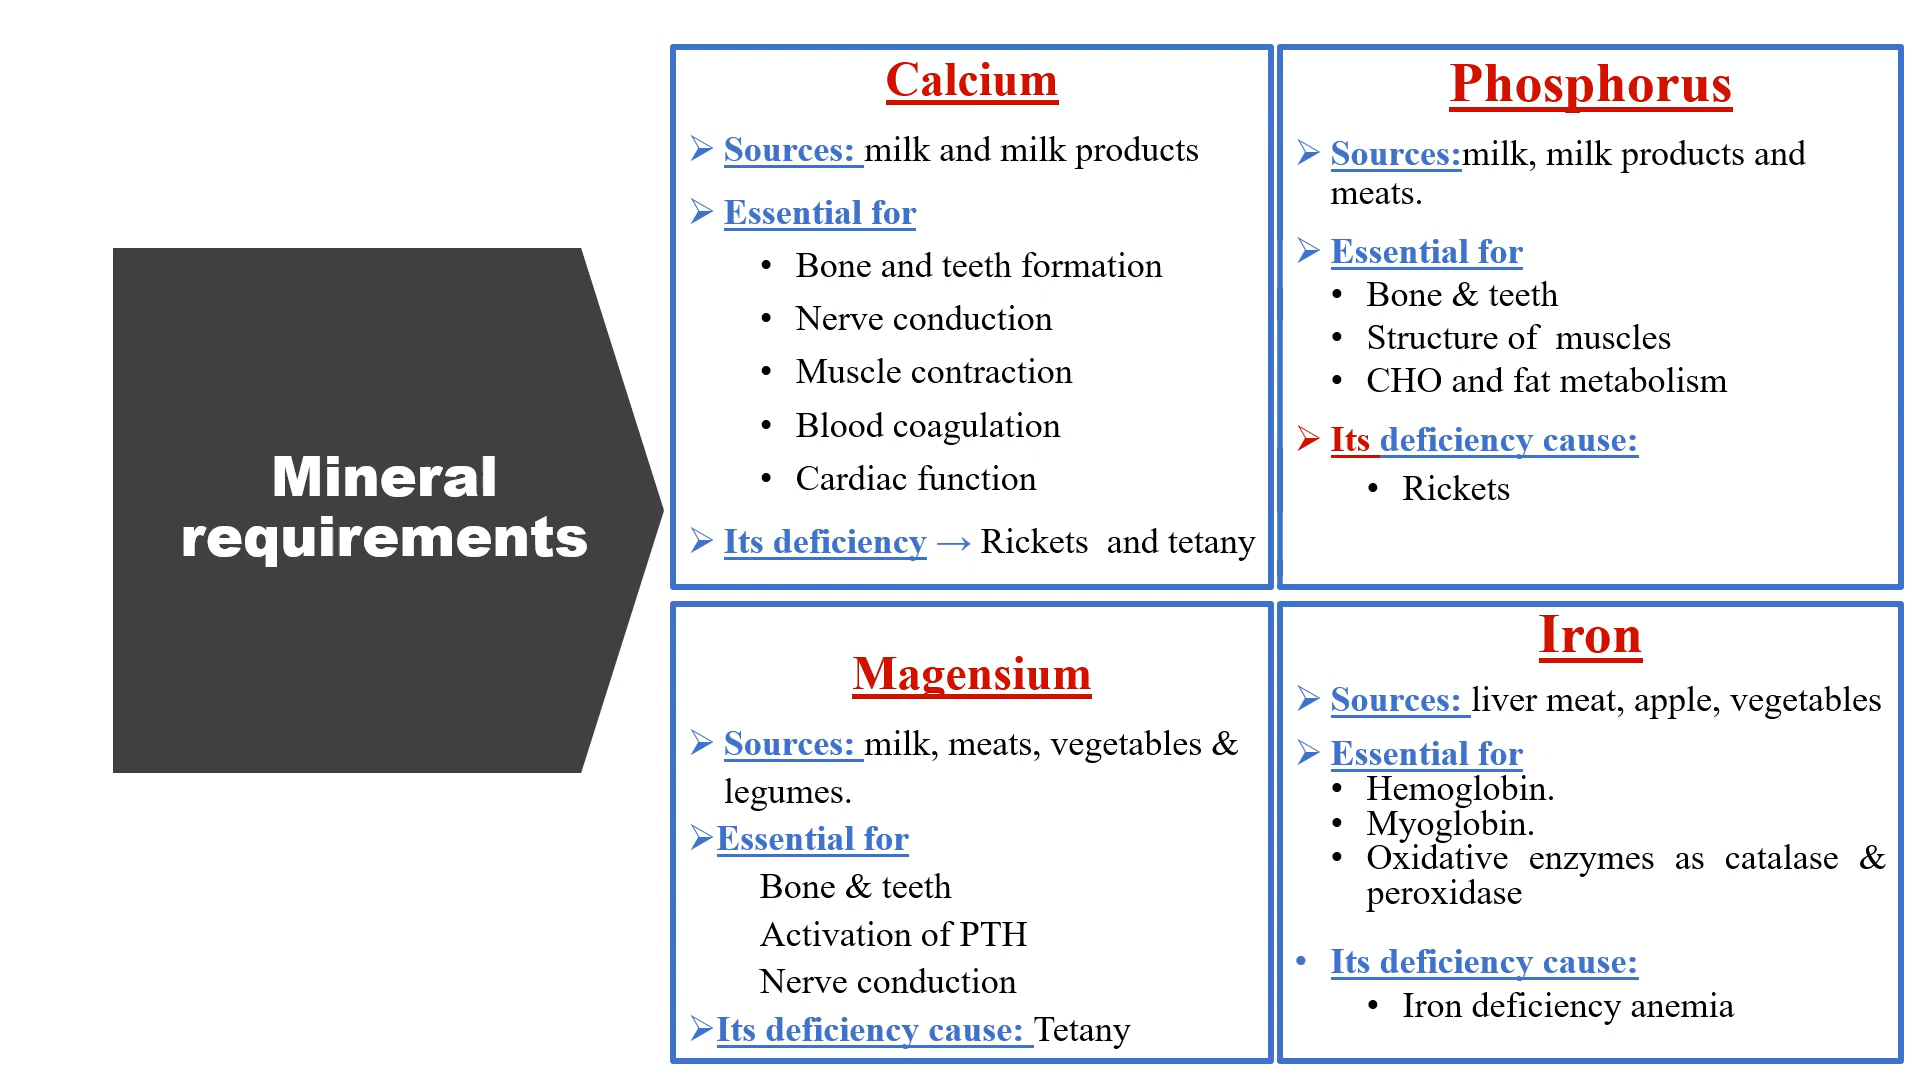 Mineral
requirements
Calcium
➢ Sources: milk and milk products
➢ Essential for
• Bone and teeth formation
• Nerve conduction
• Muscle contraction
• Blood coagulation
• Cardiac function
➢ Its deficiency → Rickets and tetany
Phosphorus
➢ Sources:milk, milk products and
meats.
➢ Essential for
• Bone & teeth
• Structure of muscles
• CHO and fat metabolism
➢ Its deficiency cause:
• Rickets
Magensium
➢ Sources: milk, meats, vegetables &
legumes.
➢Essential for
Bone & teeth
Activation of PTH
Nerve conduction
➢Its deficiency cause: Tetany
Iron
➢ Sources: liver meat, apple, vegetables
➢ Essential for
• Hemoglobin.
• Myoglobin.
• Oxidative enzymes as catalase &
peroxidase
• Its deficiency cause:
• Iron deficiency anemia